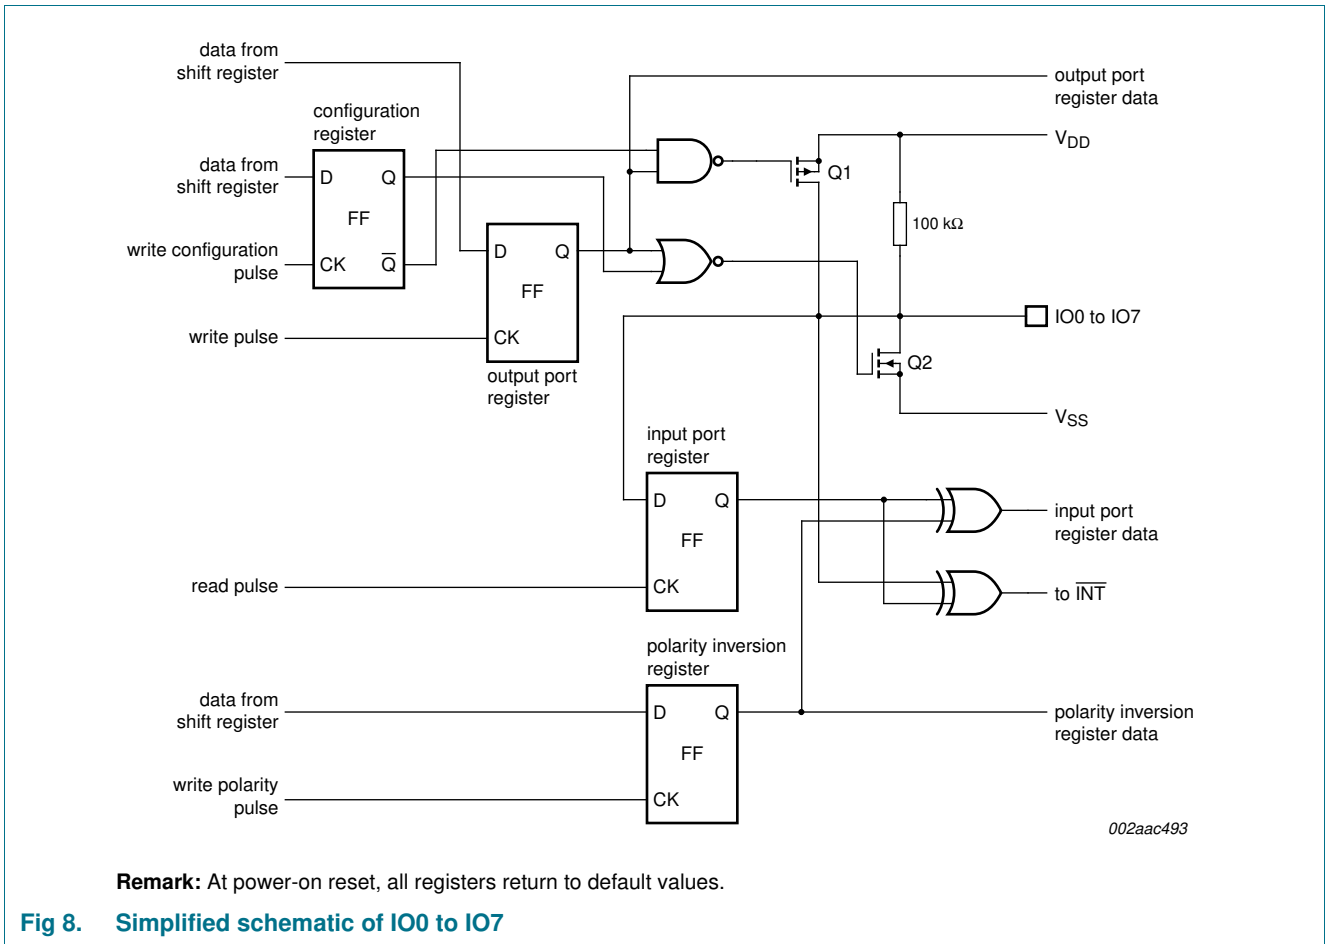 data from
shift register
output port
register data
configuration
register
VDD
data from
shift register
D
Q
FF
write configuration
pulse
CK
Q̅
Q1
100 kΩ
D
Q
FF
IO0 to IO7
write pulse
CK
output port
register
Q2
VSS
input port
register
D
Q
FF
input port
register data
read pulse
CK
to I̅N̅T̅
polarity inversion
register
data from
shift register
D
Q
FF
polarity inversion
register data
write polarity
pulse
CK
002aac493
Remark: At power-on reset, all registers return to default values.
Fig 8. Simplified schematic of IO0 to IO7